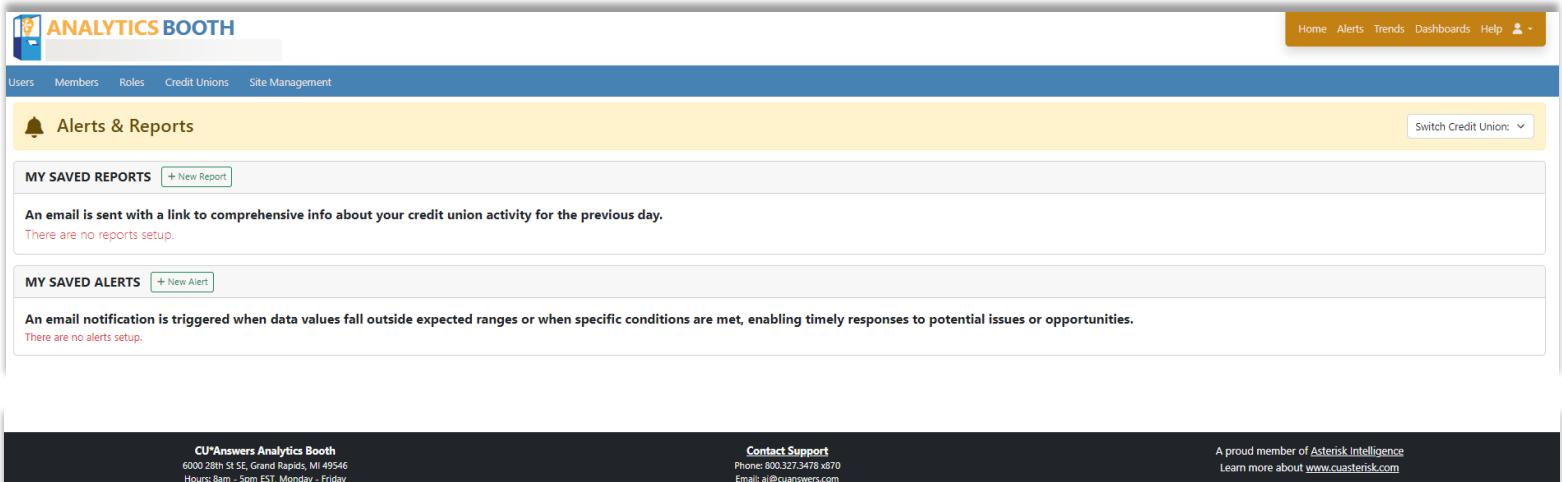 ANALYTICS BOOTH
Home Alerts Trends Dashboards Help
Users Members Roles Credit Unions Site Management
Alerts & Reports
Switch Credit Union:
MY SAVED REPORTS + New Report
An email is sent with a link to comprehensive info about your credit union activity for the previous day.
There are no reports setup.
MY SAVED ALERTS + New Alert
An email notification is triggered when data values fall outside expected ranges or when specific conditions are met, enabling timely responses to potential issues or opportunities.
There are no alerts setup.
CU*Answers Analytics Booth
6000 28th St SE, Grand Rapids, MI 49546
Hours: 8am - 5pm EST, Monday - Friday
Contact Support
Phone: 800.327.3478 x870
Email: ai@cuanswers.com
A proud member of Asterisk Intelligence
Learn more about www.cuasterisk.com